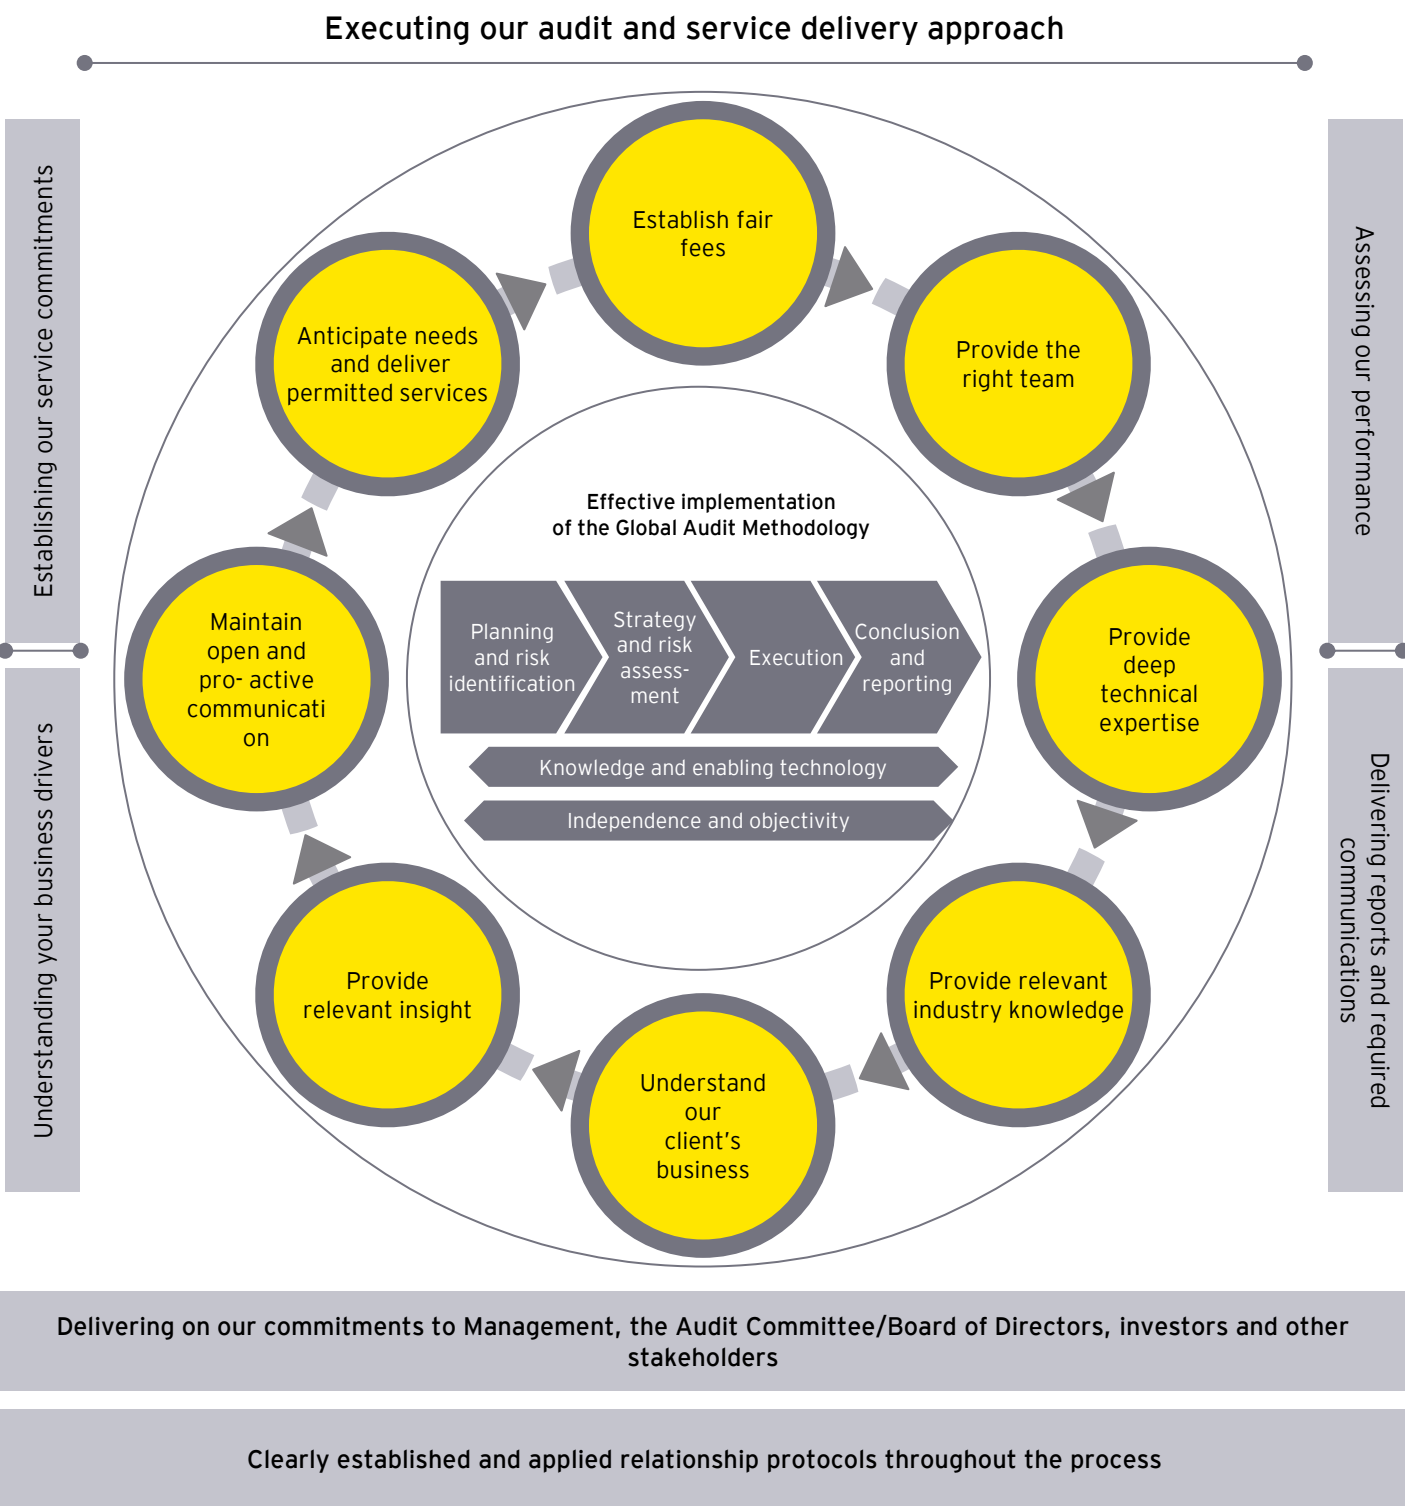 Executing our audit and service delivery approach
Establishing our service commitments
Understanding your business drivers
Assessing our performance
Delivering reports and required
communications
Establish fair
fees
Provide the
right team
Provide
deep
technical
expertise
Provide relevant
industry knowledge
Understand
our
client's
business
Provide
relevant insight
Maintain
open and
pro- active
communicati
on
Anticipate needs
and deliver
permitted services
Effective implementation
of the Global Audit Methodology
Planning
and risk
identification
Strategy
and risk
assess-
ment
Execution
Conclusion
and
reporting
Knowledge and enabling technology
Independence and objectivity
Delivering on our commitments to Management, the Audit Committee/Board of Directors, investors and other
stakeholders
Clearly established and applied relationship protocols throughout the process